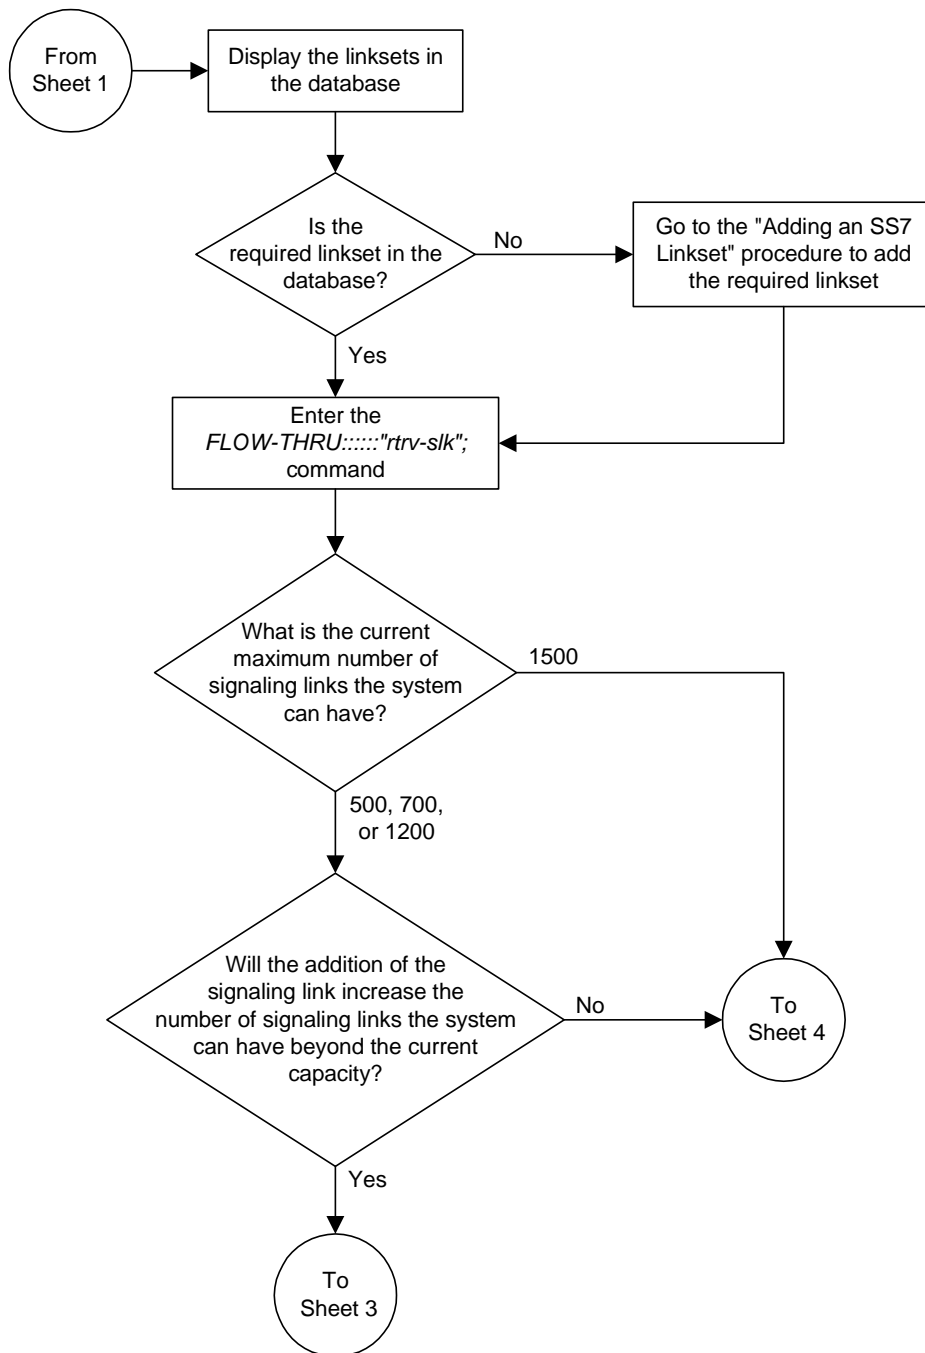 From
Sheet 1
Display the linksets in
the database
Is the
required linkset in the
database?
No
Go to the "Adding an SS7
Linkset" procedure to add
the required linkset
Yes
Enter the
FLOW-THRU::::::"rtrv-slk";
command
What is the current
maximum number of
signaling links the system
can have?
1500
500, 700,
or 1200
Will the addition of the
signaling link increase the
number of signaling links the system
can have beyond the current
capacity?
No
To
Sheet 4
Yes
To
Sheet 3